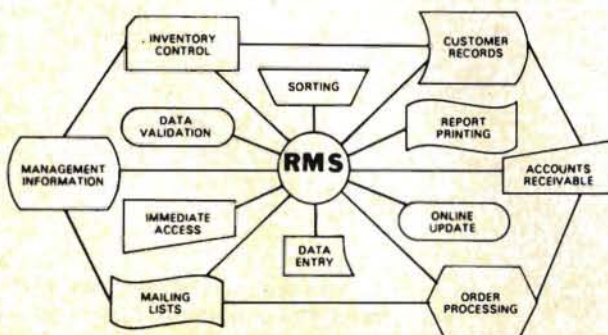 INVENTORY
CONTROL
CUSTOMER
RECORDS
SORTING
DATA
VALIDATION
REPORT
PRINTING
RMS
MANAGEMENT
INFORMATION
ACCOUNTS
RECEIVABLE
IMMEDIATE
ACCESS
ONLINE
UPDATE
DATA
ENTRY
MAILING
LISTS
ORDER
PROCESSING